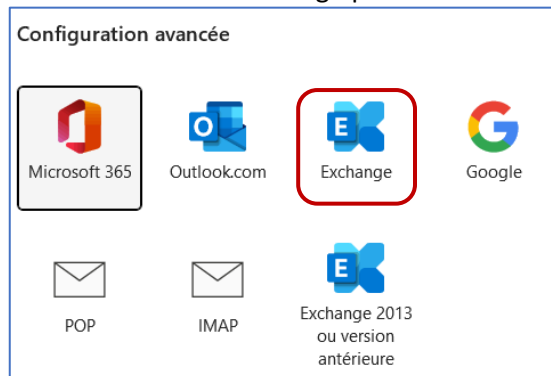 Configuration avancée
Microsoft 365
Outlook.com
Exchange
Google
POP
IMAP
Exchange 2013
ou version
antérieure